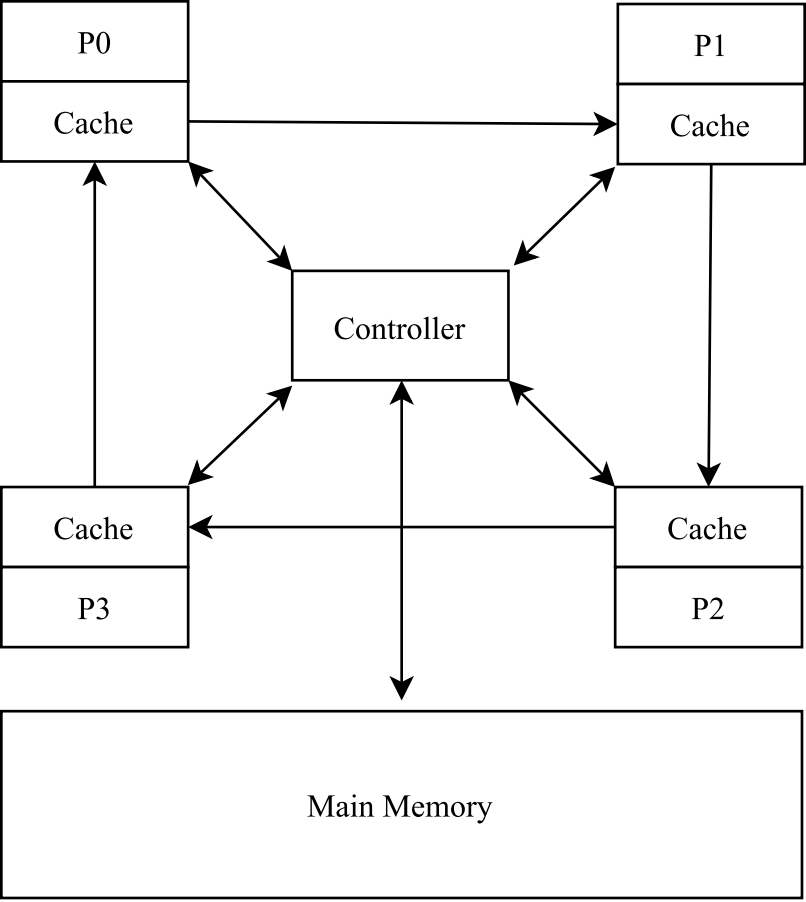 P0
Cache
P1
Cache
Controller
Cache
P3
Cache
P2
Main Memory